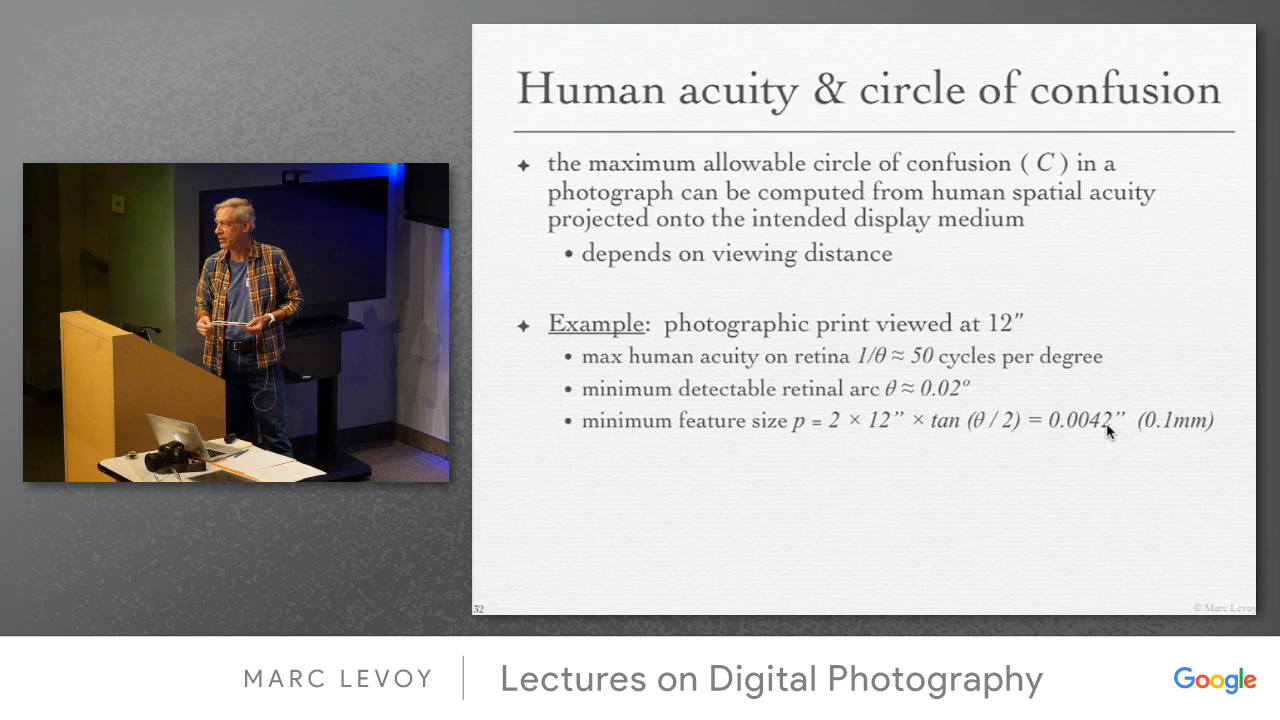 Human acuity & circle of confusion
✦ the maximum allowable circle of confusion ( C ) in a
photograph can be computed from human spatial acuity
projected onto the intended display medium
• depends on viewing distance
✦ Example: photographic print viewed at 12”
• max human acuity on retina 1/θ ≈ 50 cycles per degree
• minimum detectable retinal arc θ ≈ 0.02º
• minimum feature size p = 2 × 12” × tan (θ / 2) = 0.0042” (0.1mm)
32
© Marc Levoy
MARC LEVOY
Lectures on Digital Photography
Google